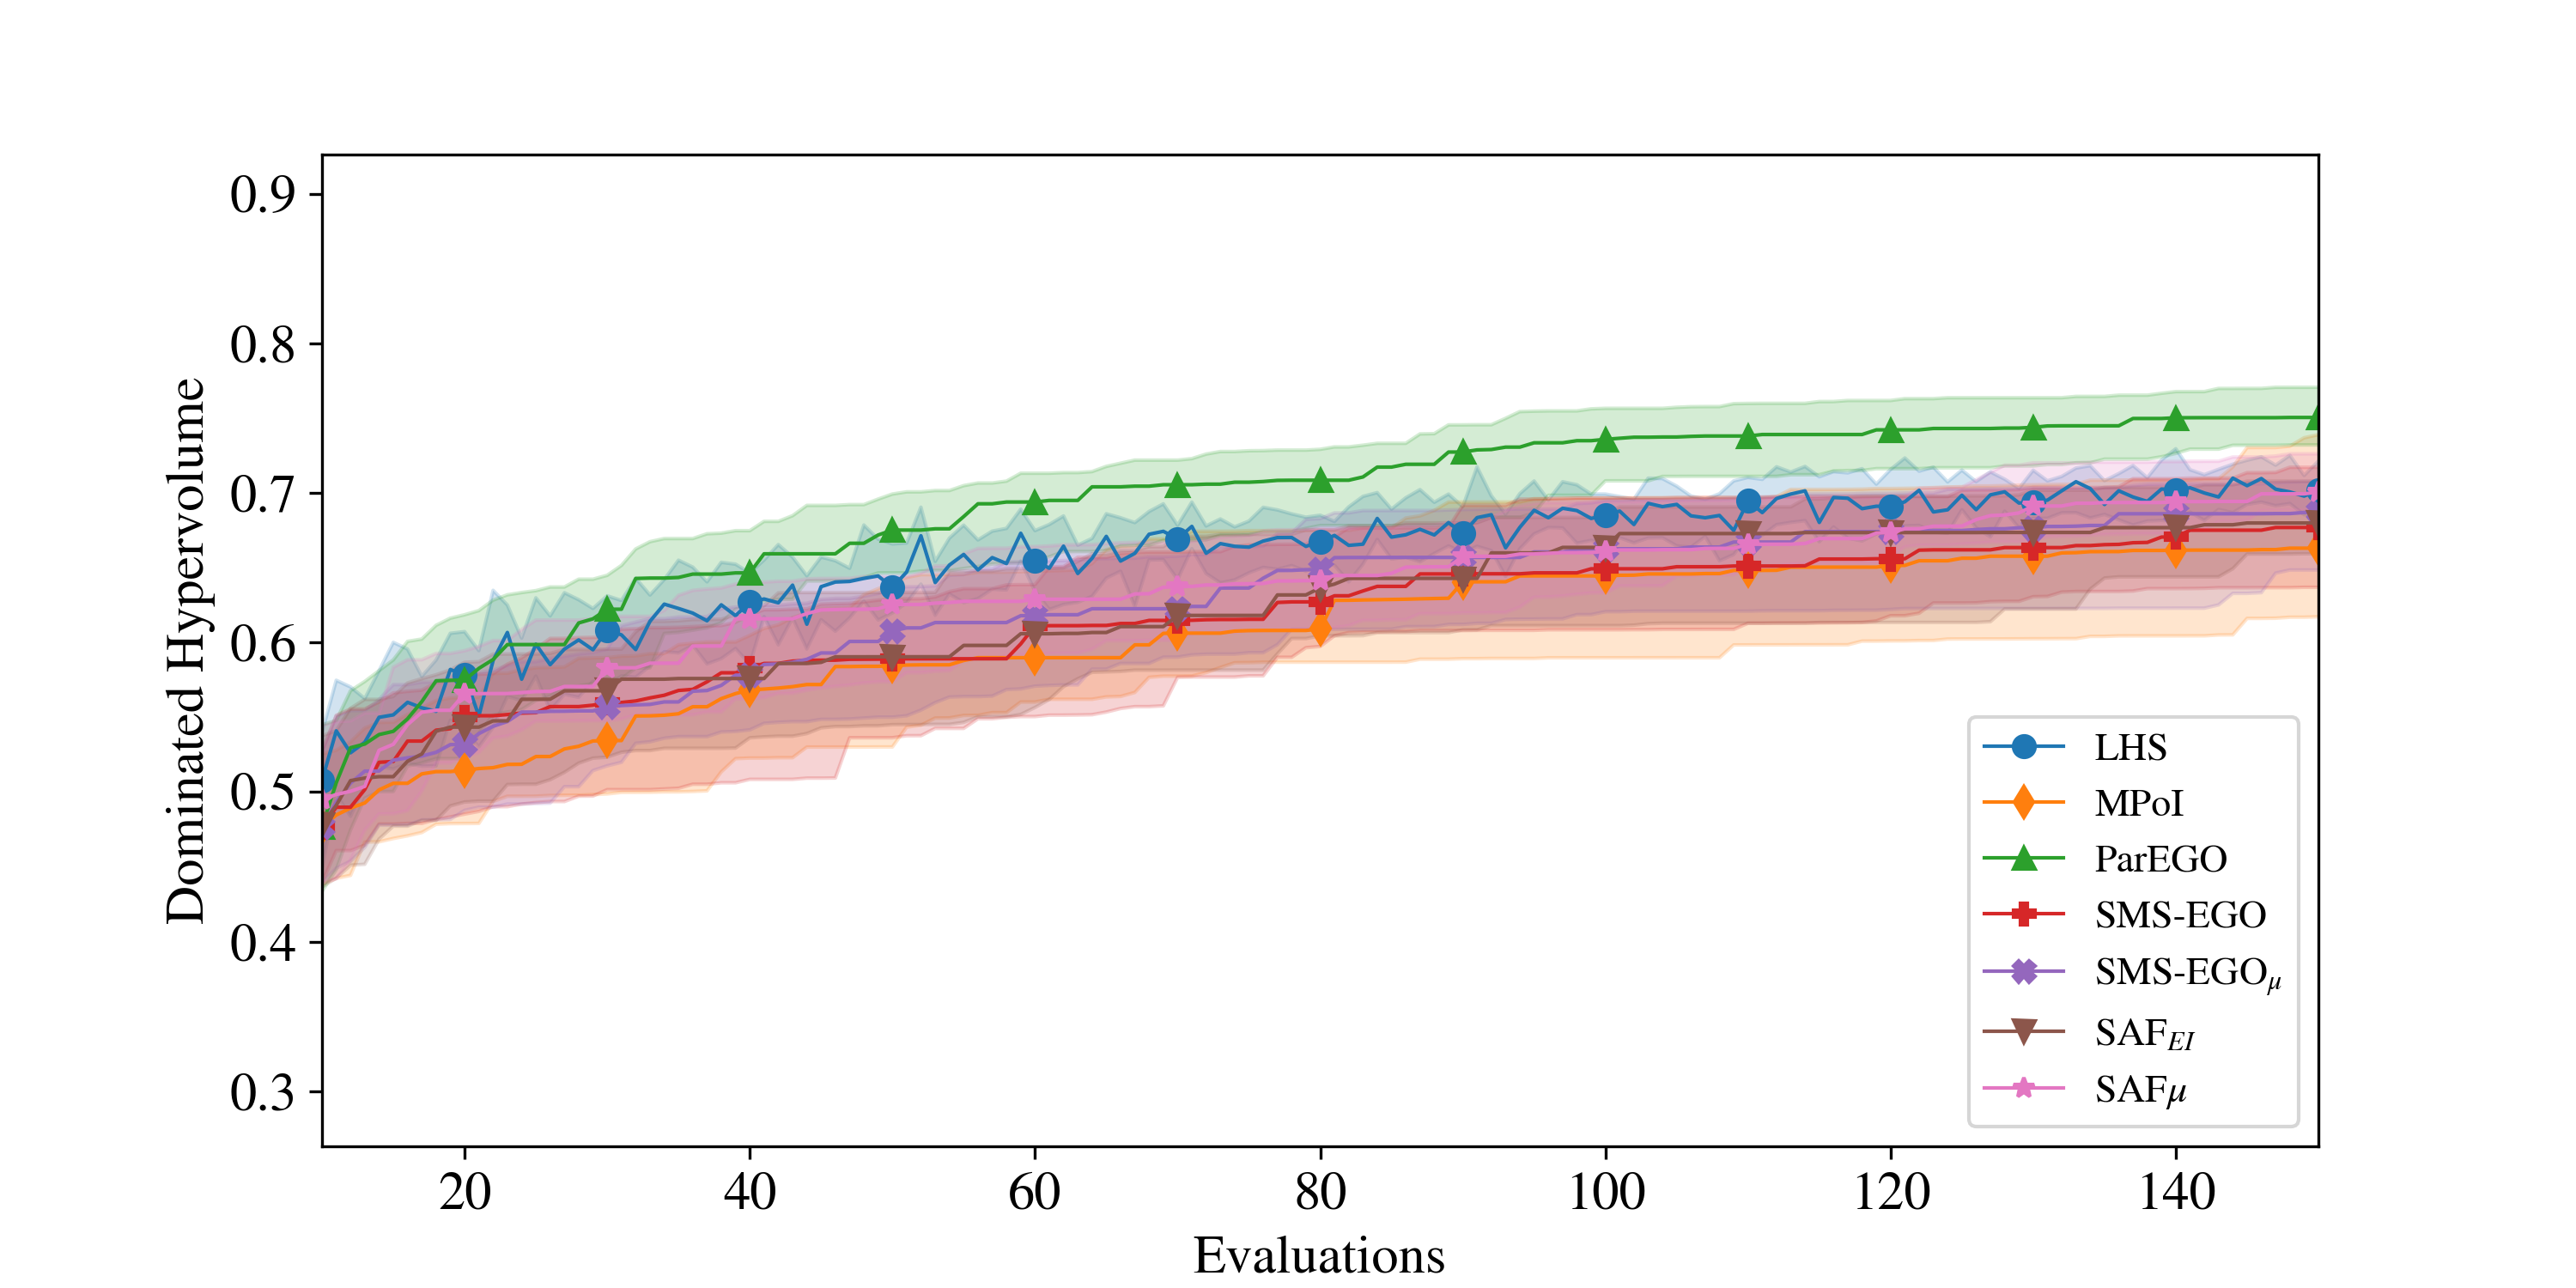 0.9
0.8
0.7
0.6
0.5
0.4
0.3
Dominated Hypervolume
20 40 60 80 100 120 140
Evaluations
LHS
MPoI
ParEGO
SMS-EGO
SMS-EGOμ
SAFEI
SAFμ